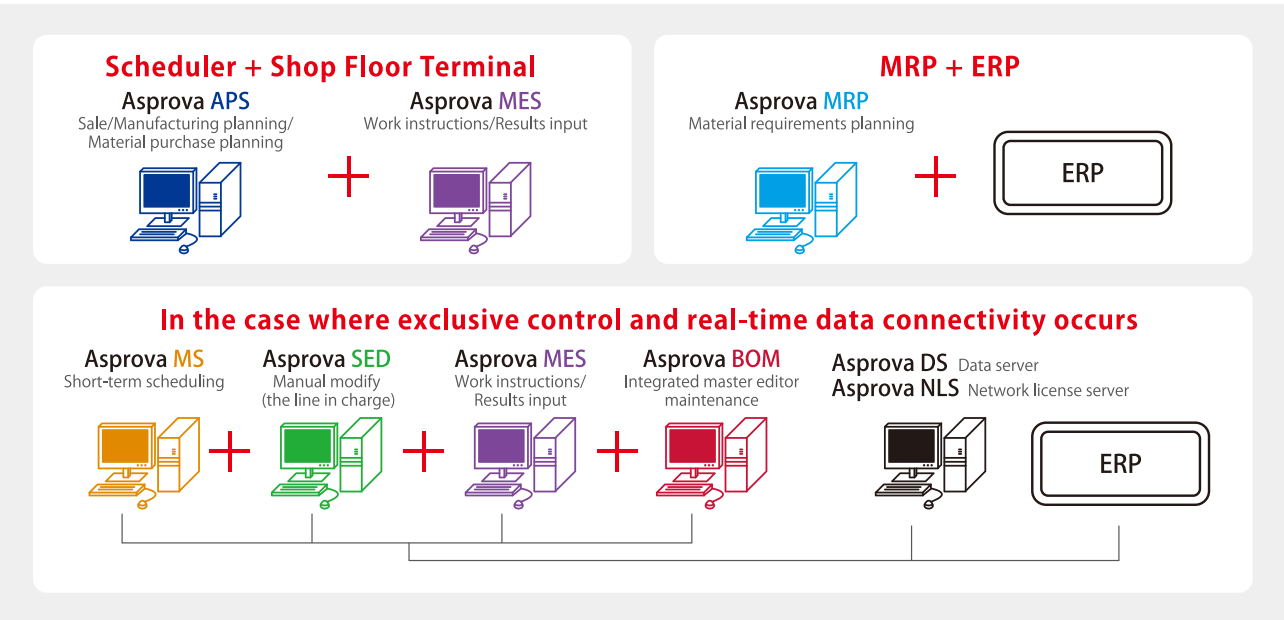 Scheduler + Shop Floor Terminal
Asprova APS
Sale/Manufacturing planning/
Material purchase planning
Asprova MES
Work instructions/Results input
MRP + ERP
Asprova MRP
Material requirements planning
ERP
In the case where exclusive control and real-time data connectivity occurs
Asprova MS
Short-term scheduling
Asprova SED
Manual modify
(the line in charge)
Asprova MES
Work instructions/
Results input
Asprova BOM
Integrated master editor
maintenance
Asprova DS Data server
Asprova NLS Network license server
ERP